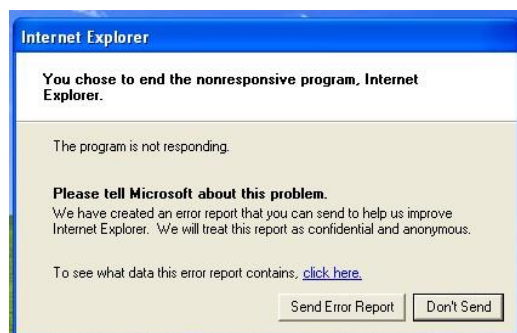 Internet Explorer
You chose to end the nonresponsive program, Internet
Explorer.
The program is not responding.
Please tell Microsoft about this problem.
We have created an error report that you can send to help us improve
Internet Explorer. We will treat this report as confidential and anonymous.
To see what data this error report contains, click here.
Send Error Report Don't Send